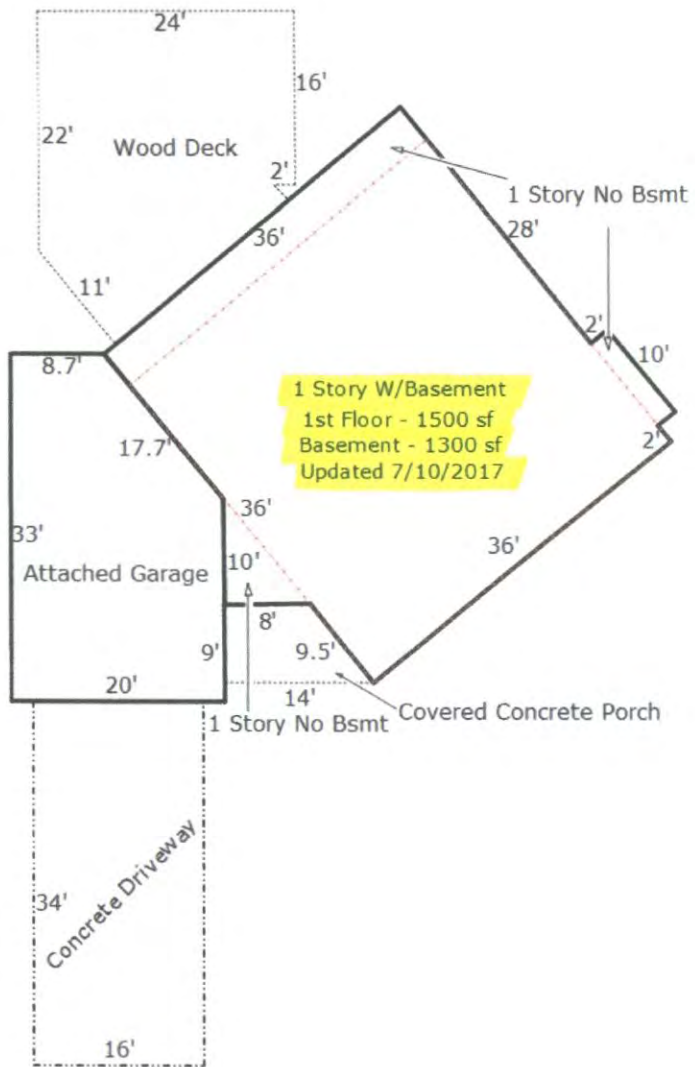 24'
16'
22'
Wood Deck
2'
1 Story No Bsmt
36'
28'
11'
2'
10'
8.7'
1 Story W/Basement
1st Floor - 1500 sf
Basement - 1300 sf
Updated 7/10/2017
17.7'
2'
36'
33'
36'
10'
Attached Garage
8'
9'
9.5'
20'
14'
Covered Concrete Porch
1 Story No Bsmt
Concrete Driveway
34'
16'